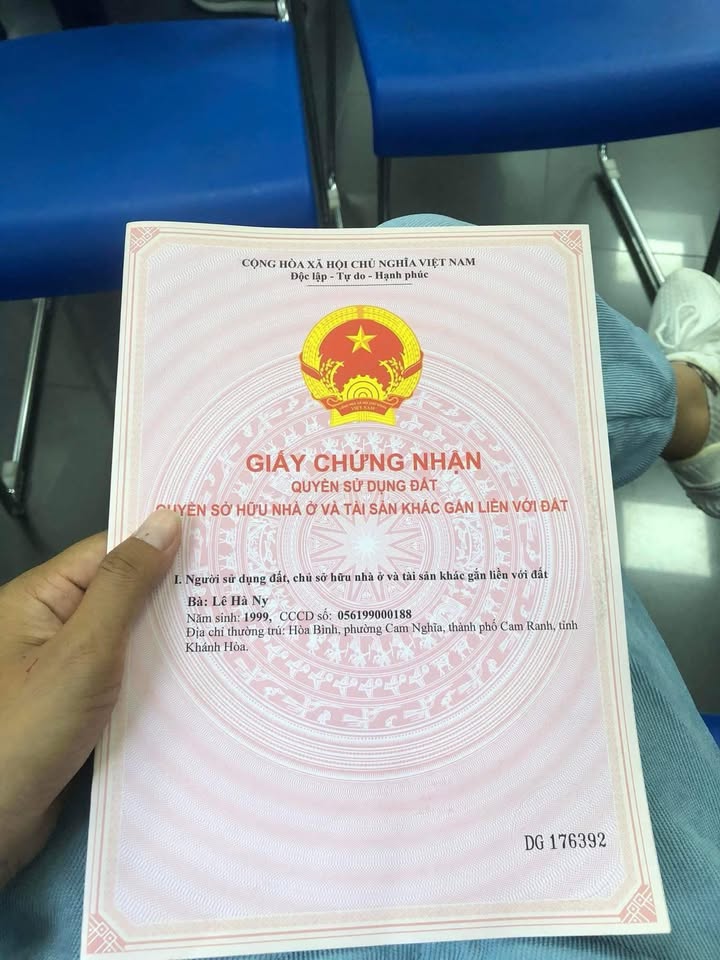 CỘNG HÒA XÃ HỘI CHỦ NGHĨA VIỆT NAM
Độc lập - Tự do - Hạnh phúc
GIẤY CHỨNG NHẬN
QUYỀN SỬ DỤNG ĐẤT
QUYỀN SỞ HỮU NHÀ Ở VÀ TÀI SẢN KHÁC GẮN LIỀN VỚI ĐẤT
I. Người sử dụng đất, chủ sở hữu nhà ở và tài sản khác gắn liền với đất
Bà: Lê Hà Ny
Năm sinh: 1999, CCCD số: 056199000188
Địa chỉ thường trú: Hòa Bình, phường Cam Nghĩa, thành phố Cam Ranh, tỉnh
Khánh Hòa.
DG 176392